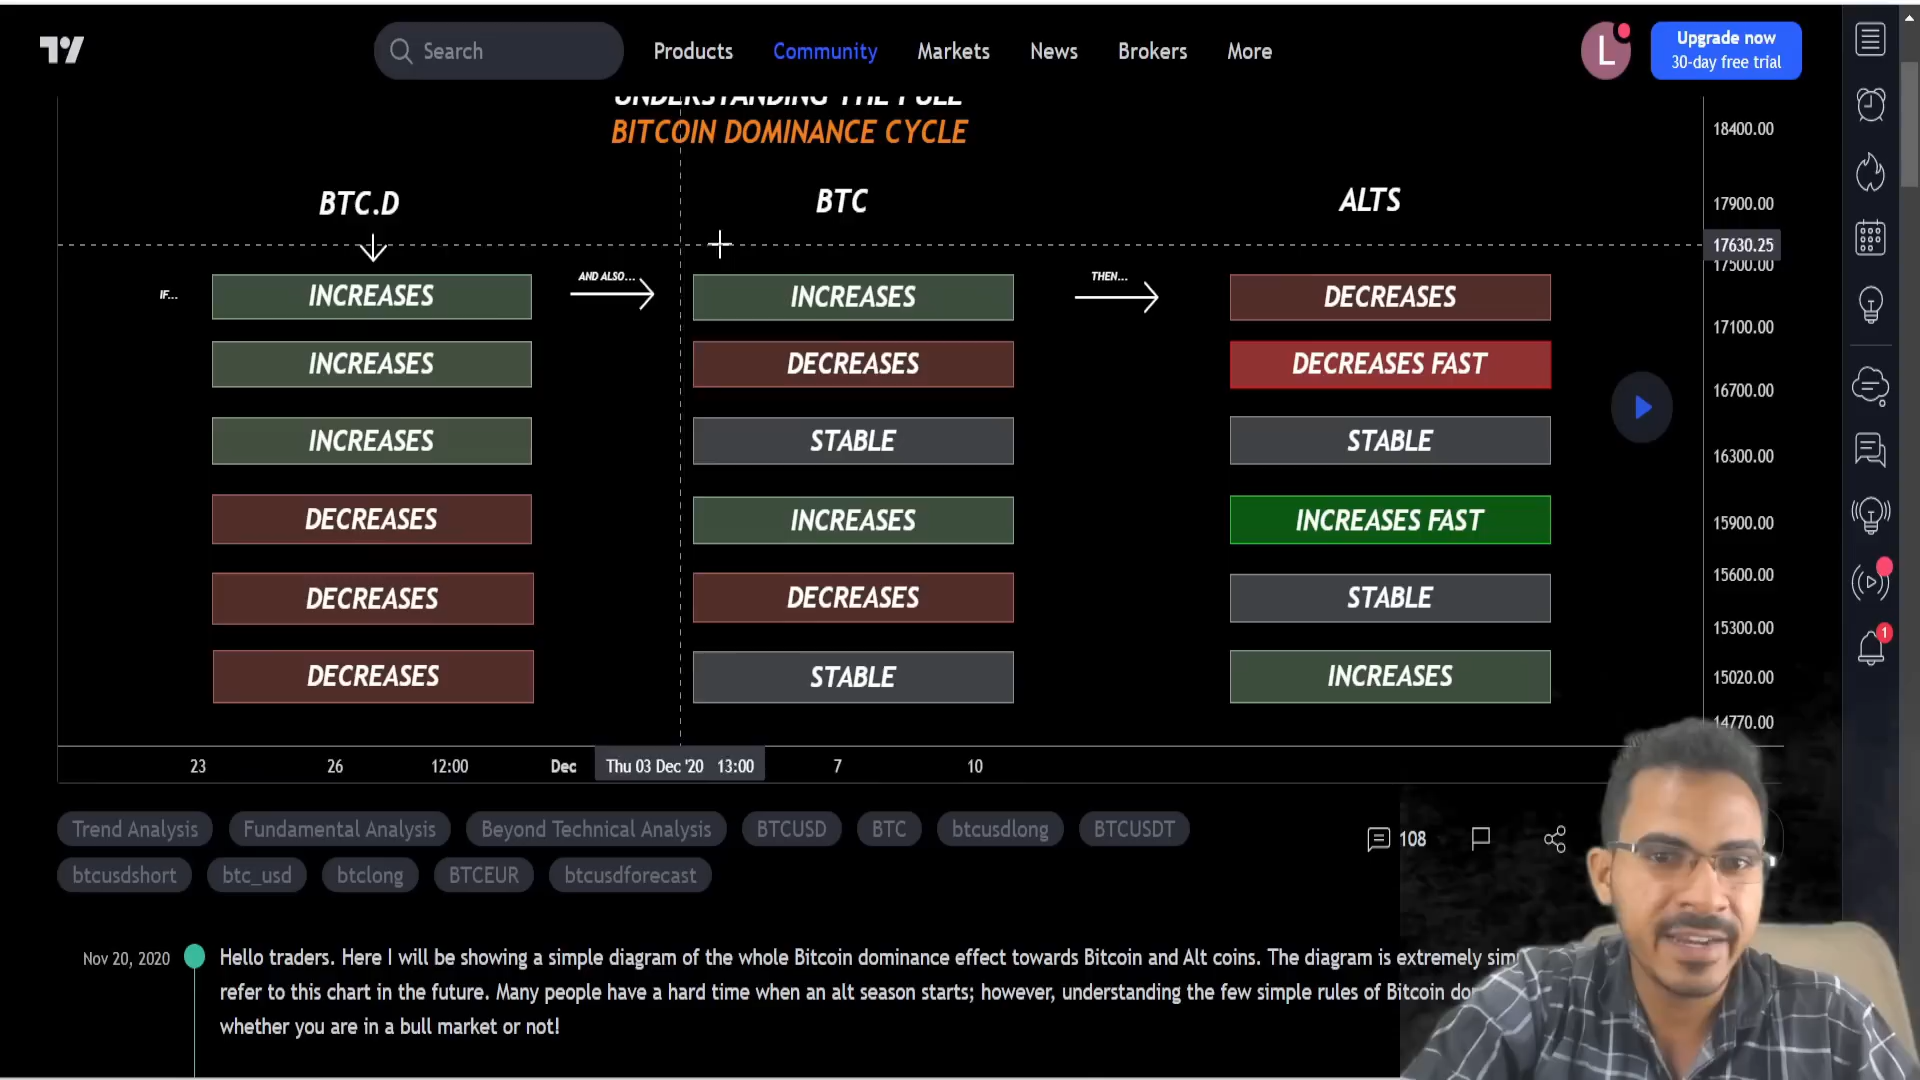 Search
Products
Community
Markets
News
Brokers
More
L
Upgrade now
30-day free trial
UNDERSTANDING THE FULL
BITCOIN DOMINANCE CYCLE
BTC.D
BTC
ALTS
IF...
INCREASES
AND ALSO...
INCREASES
THEN...
DECREASES
INCREASES
DECREASES
DECREASES FAST
INCREASES
STABLE
STABLE
DECREASES
INCREASES
INCREASES FAST
DECREASES
DECREASES
STABLE
DECREASES
STABLE
INCREASES
18400.00
17900.00
17630.25
17500.00
17100.00
16700.00
16300.00
15900.00
15600.00
15300.00
15020.00
14770.00
23
26
12:00
Dec
Thu 03 Dec '20 13:00
7
10
1
Trend Analysis
Fundamental Analysis
Beyond Technical Analysis
BTCUSD
BTC
btcusdlong
BTCUSDT
108
btcusdshort
btc_usd
btclong
BTCEUR
btcusdforecast
Nov 20, 2020
Hello traders. Here I will be showing a simple diagram of the whole Bitcoin dominance effect towards Bitcoin and Alt coins. The diagram is extremely
refer to this chart in the future. Many people have a hard time when an alt season starts; however, understanding the few simple rules of Bitcoin
whether you are in a bull market or not!